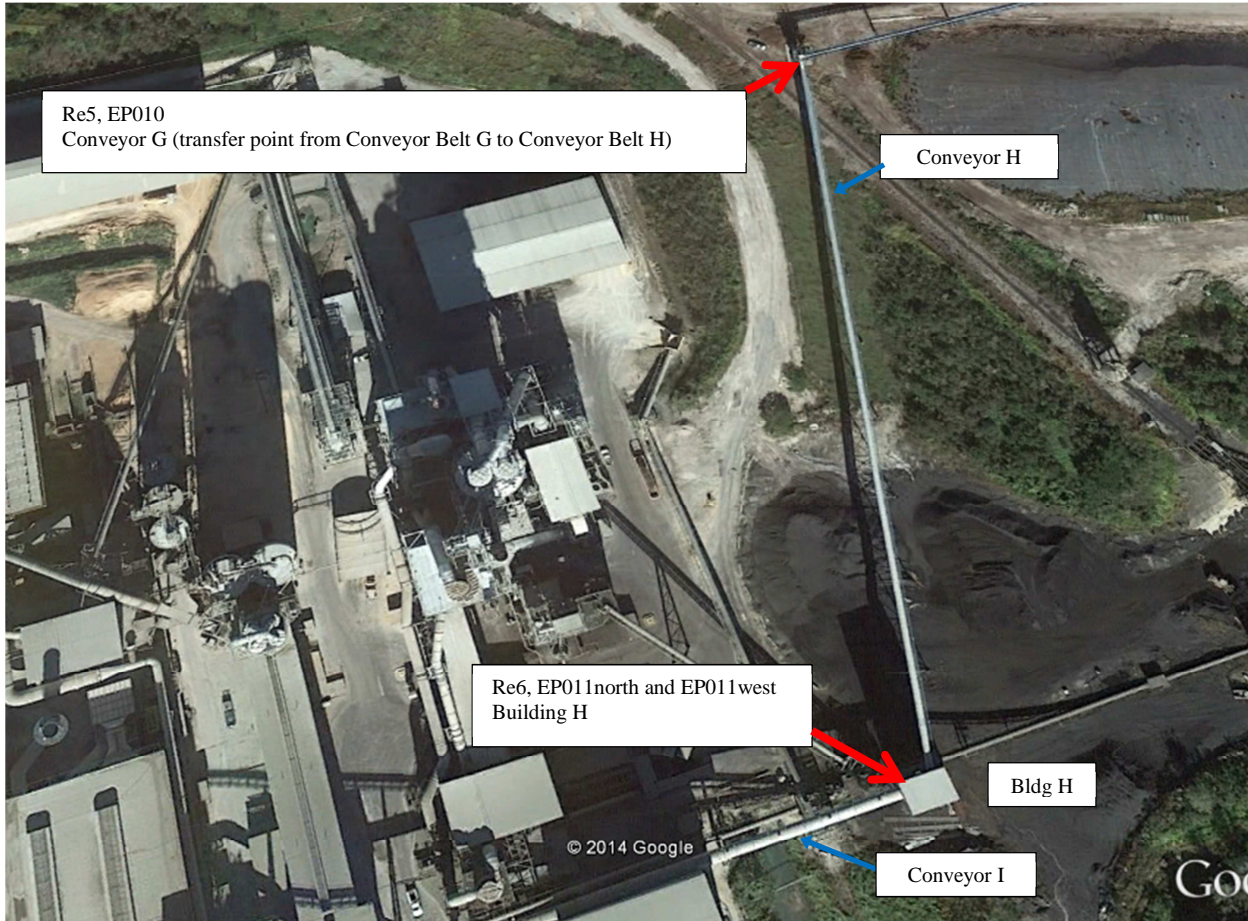 Re5, EP010
Conveyor G (transfer point from Conveyor Belt G to Conveyor Belt H)
Conveyor H
Re6, EP011north and EP011west
Building H
Bldg H
© 2014 Google
Conveyor I
Goo